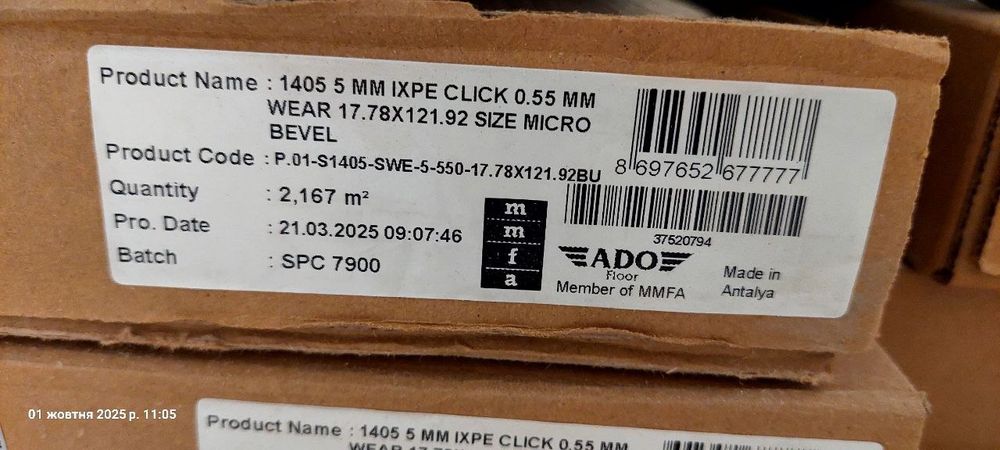 Product Name : 1405 5 MM IXPE CLICK 0.55 MM
WEAR 17.78X121.92 SIZE MICRO
BEVEL
Product Code : P.01-S1405-SWE-5-550-17.78X121.92BU
Quantity : 2,167 m²
Pro. Date : 21.03.2025 09:07:46
Batch : SPC 7900
8 697652 677777
37520794
m
m
f
a
ADO
Floor
Member of MMFA
Made in
Antalya
01 жовтня 2025 р. 11:05
Product Name : 1405 5 MM IXPE CLICK 0.55 MM